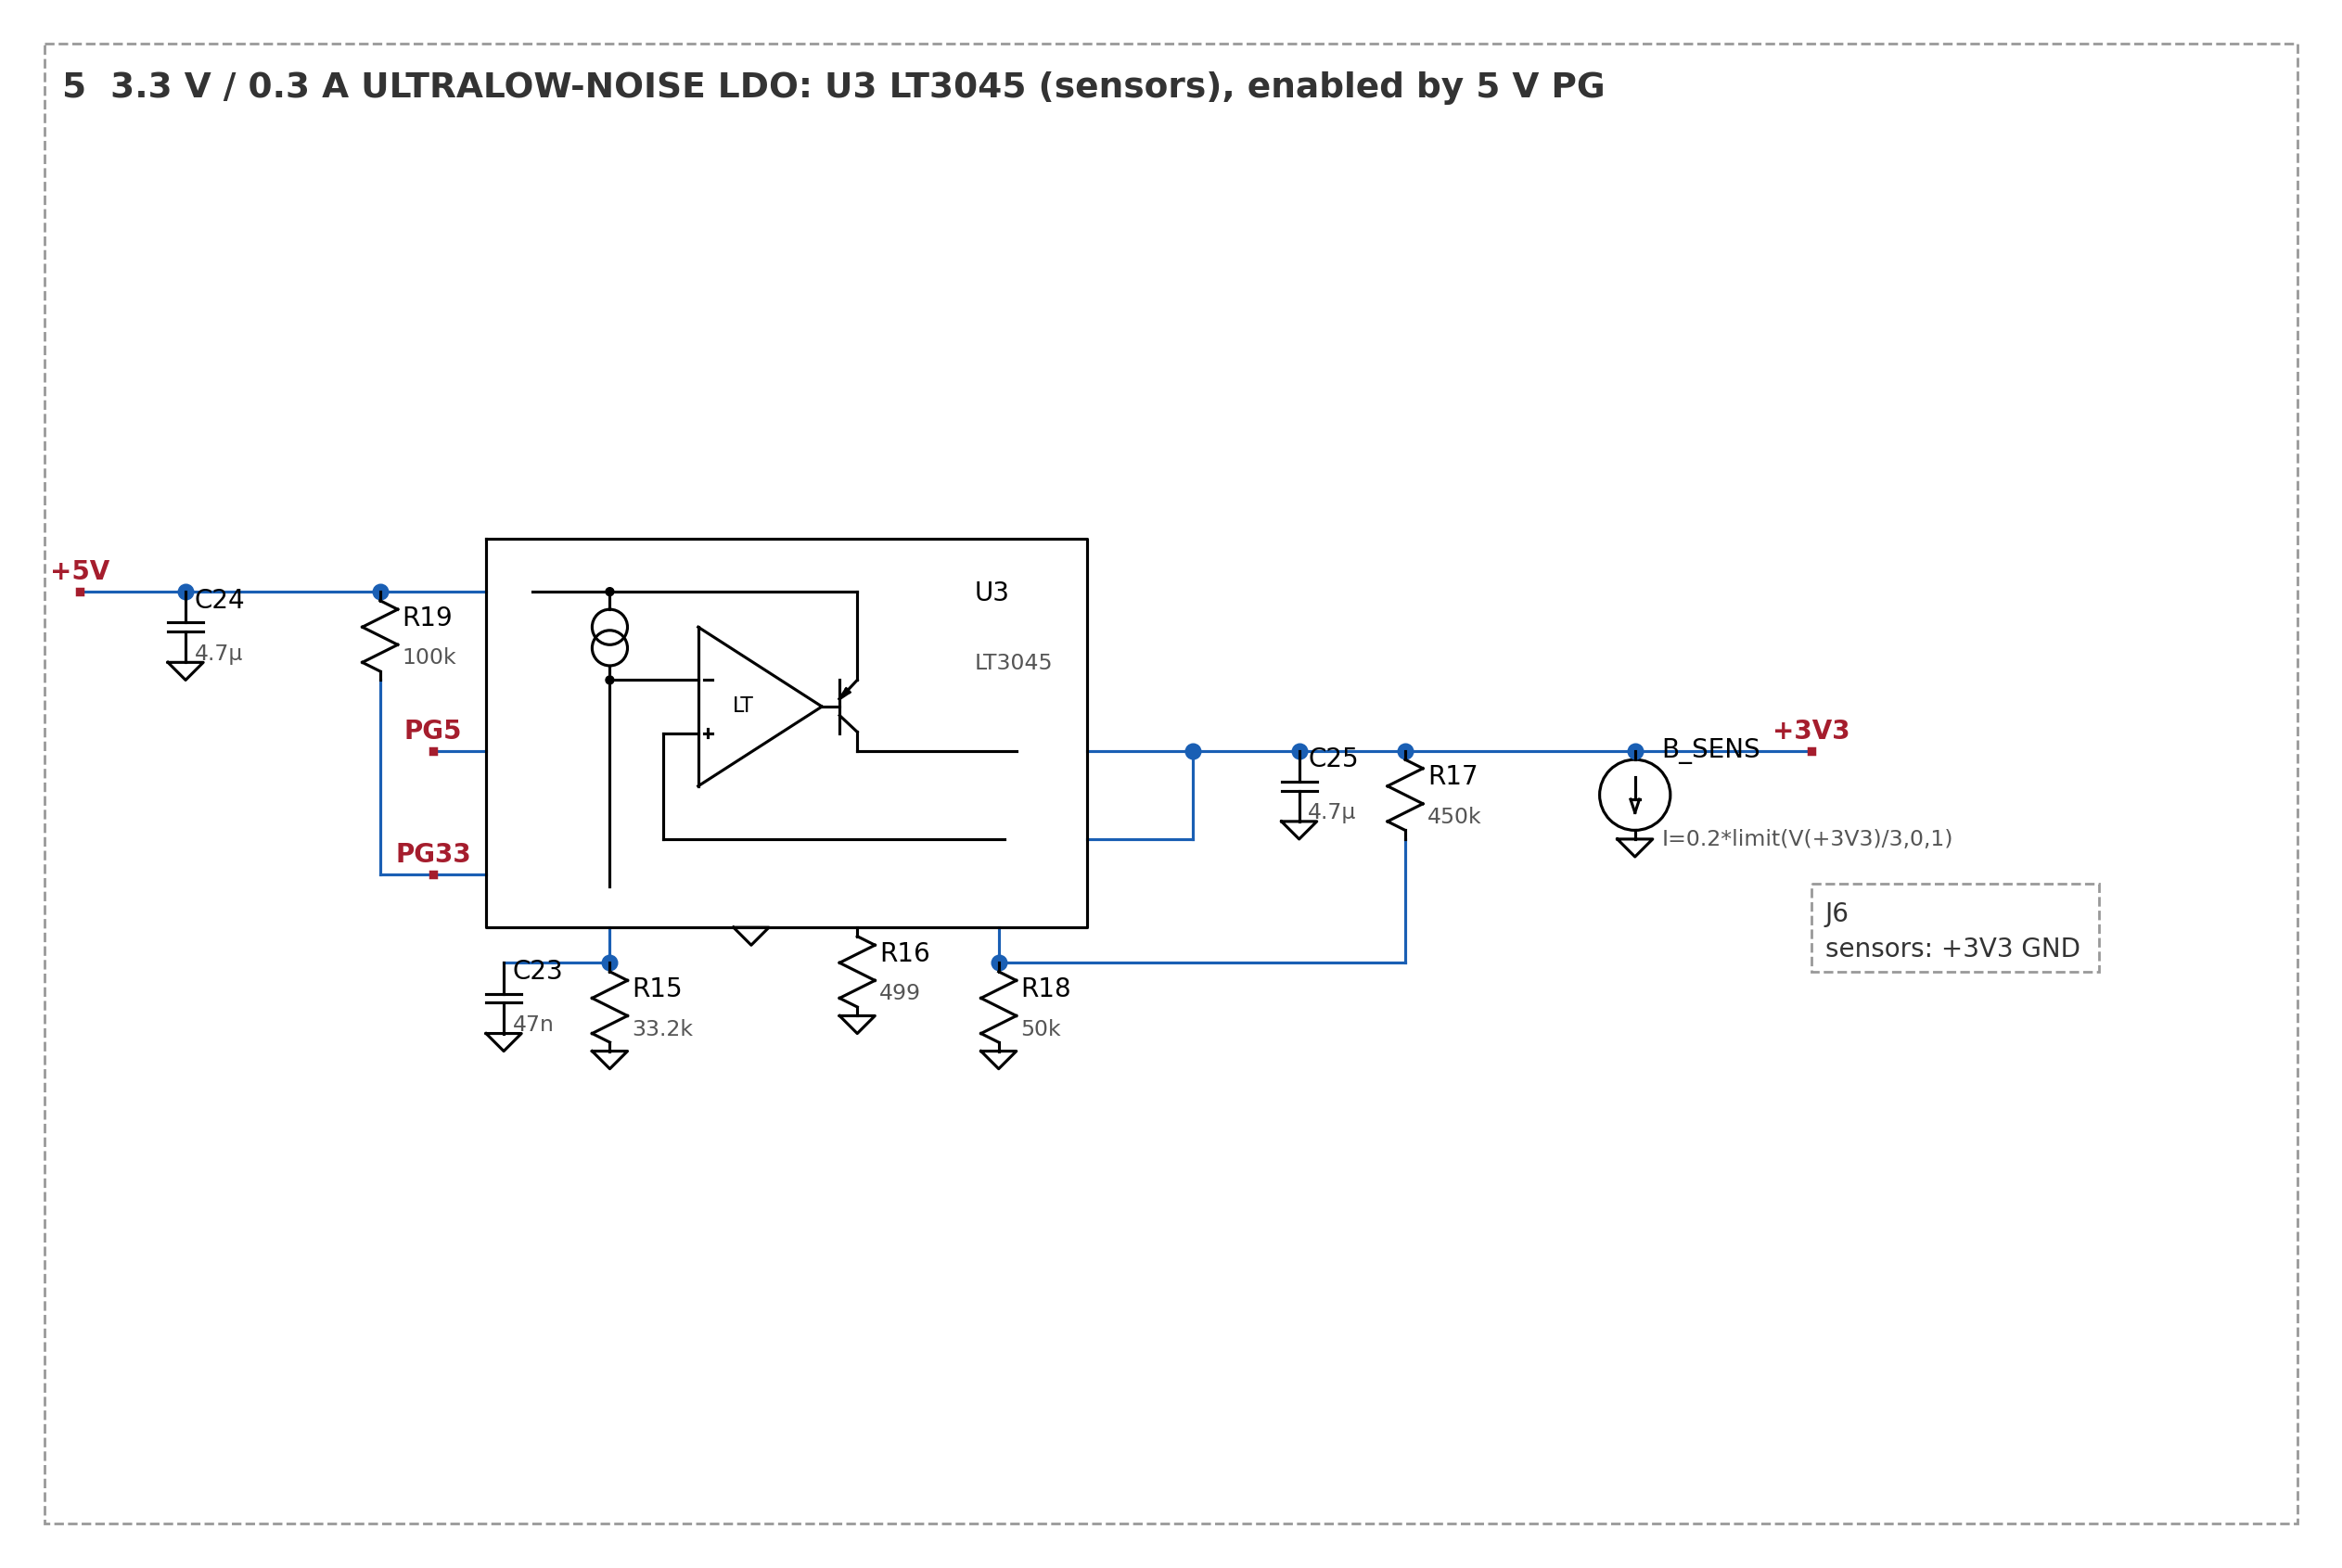 5  3.3 V / 0.3 A ULTRALOW-NOISE LDO: U3 LT3045 (sensors), enabled by 5 V PG
+5V
C24
4.7µ
R19
100k
PG5
PG33
U3
LT3045
LT
C23
47n
R15
33.2k
R16
499
R18
50k
C25
4.7µ
R17
450k
B_SENS
I=0.2*limit(V(+3V3)/3,0,1)
+3V3
J6
sensors: +3V3 GND